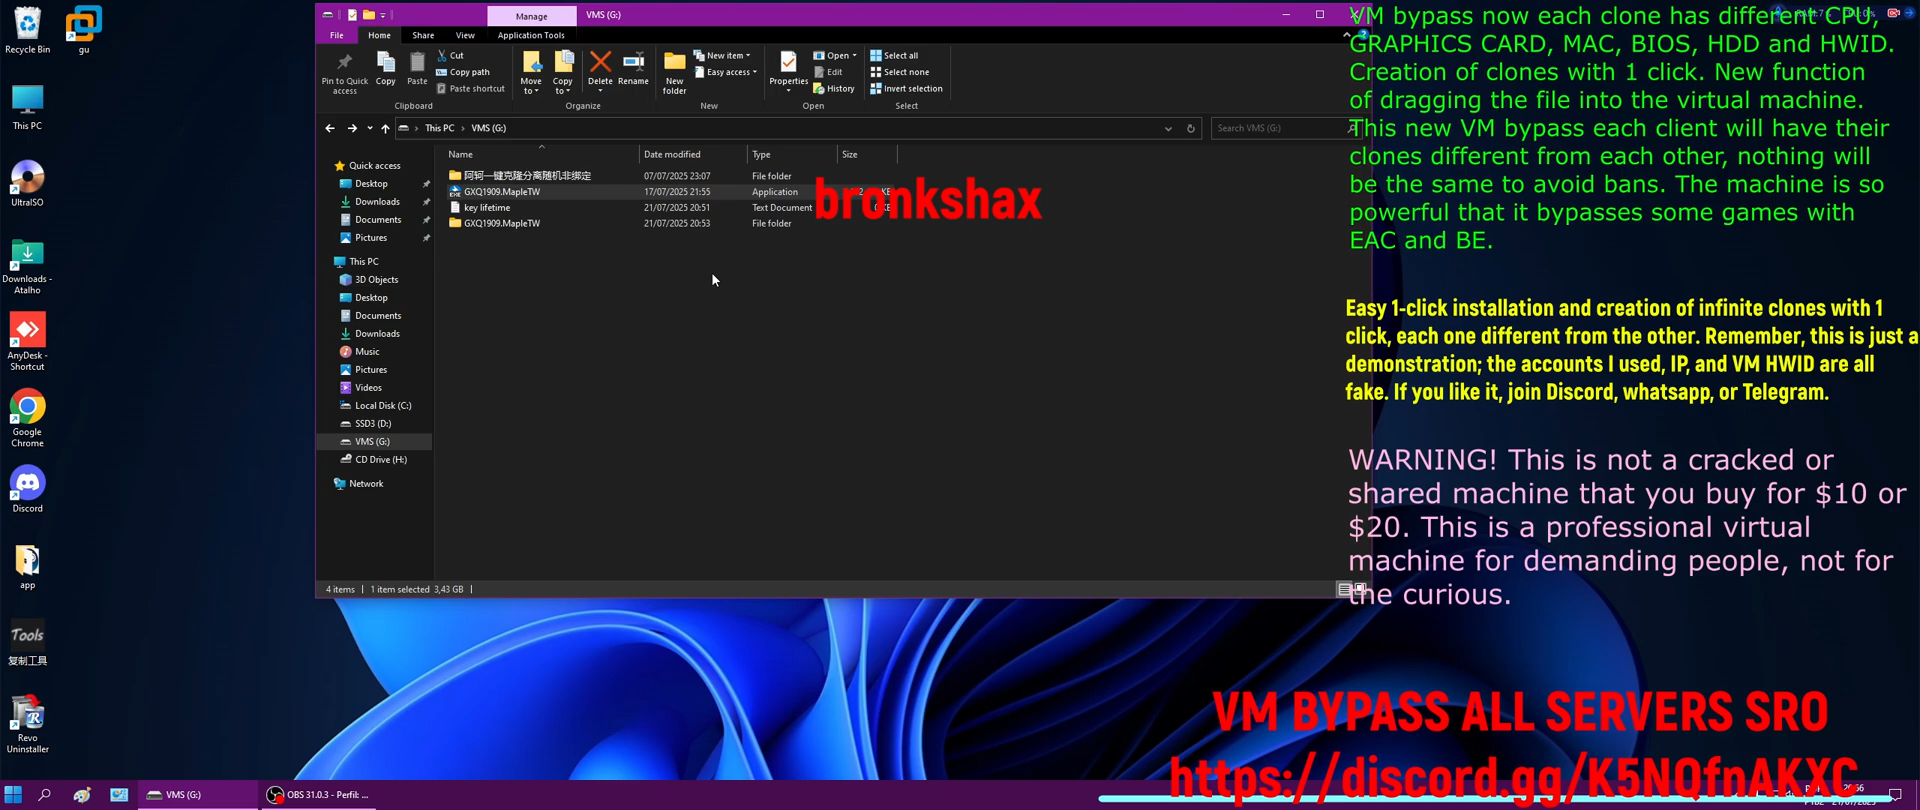 Recycle Bin
gu
This PC
UltraISO
Downloads -
Atalho
AnyDesk -
Shortcut
Google
Chrome
Discord
app
Tools
复制工具
Revo
Uninstaller
Manage
VMS (G:)
File
Home
Share
View
Application Tools
Pin to Quick
access
Copy
Paste
Cut
Copy path
Paste shortcut
Clipboard
Move
to
Copy
to
Delete
Rename
Organize
New
folder
New item
Easy access
New
Properties
Open
Edit
History
Open
Select all
Select none
Invert selection
Select
This PC
VMS (G:)
Search VMS (G:)
Name
Date modified
Type
Size
阿轲一键克隆分离随机非绑定 07/07/2025 23:07 File folder
GXQ1909.MapleTW 17/07/2025 21:55 Application
key lifetime 21/07/2025 20:51 Text Document
GXQ1909.MapleTW 21/07/2025 20:53 File folder
bronkshax
Quick access
Desktop
Downloads
Documents
Pictures
This PC
3D Objects
Desktop
Documents
Downloads
Music
Pictures
Videos
Local Disk (C:)
SSD3 (D:)
VMS (G:)
CD Drive (H:)
Network
4 items
1 item selected 3,43 GB
VM bypass now each clone has different CPU,
GRAPHICS CARD, MAC, BIOS, HDD and HWID.
Creation of clones with 1 click. New function
of dragging the file into the virtual machine.
This new VM bypass each client will have their
clones different from each other, nothing will
be the same to avoid bans. The machine is so
powerful that it bypasses some games with
EAC and BE.
Easy 1-click installation and creation of infinite clones with 1
click, each one different from the other. Remember, this is just a
demonstration; the accounts I used, IP, and VM HWID are all
fake. If you like it, join Discord, whatsapp, or Telegram.
WARNING! This is not a cracked or
shared machine that you buy for $10 or
$20. This is a professional virtual
machine for demanding people, not for
the curious.
VM BYPASS ALL SERVERS SRO
https://discord.gg/K5NQfnAKXC
VMS (G:)
OBS 31.0.3 - Perfil: ...